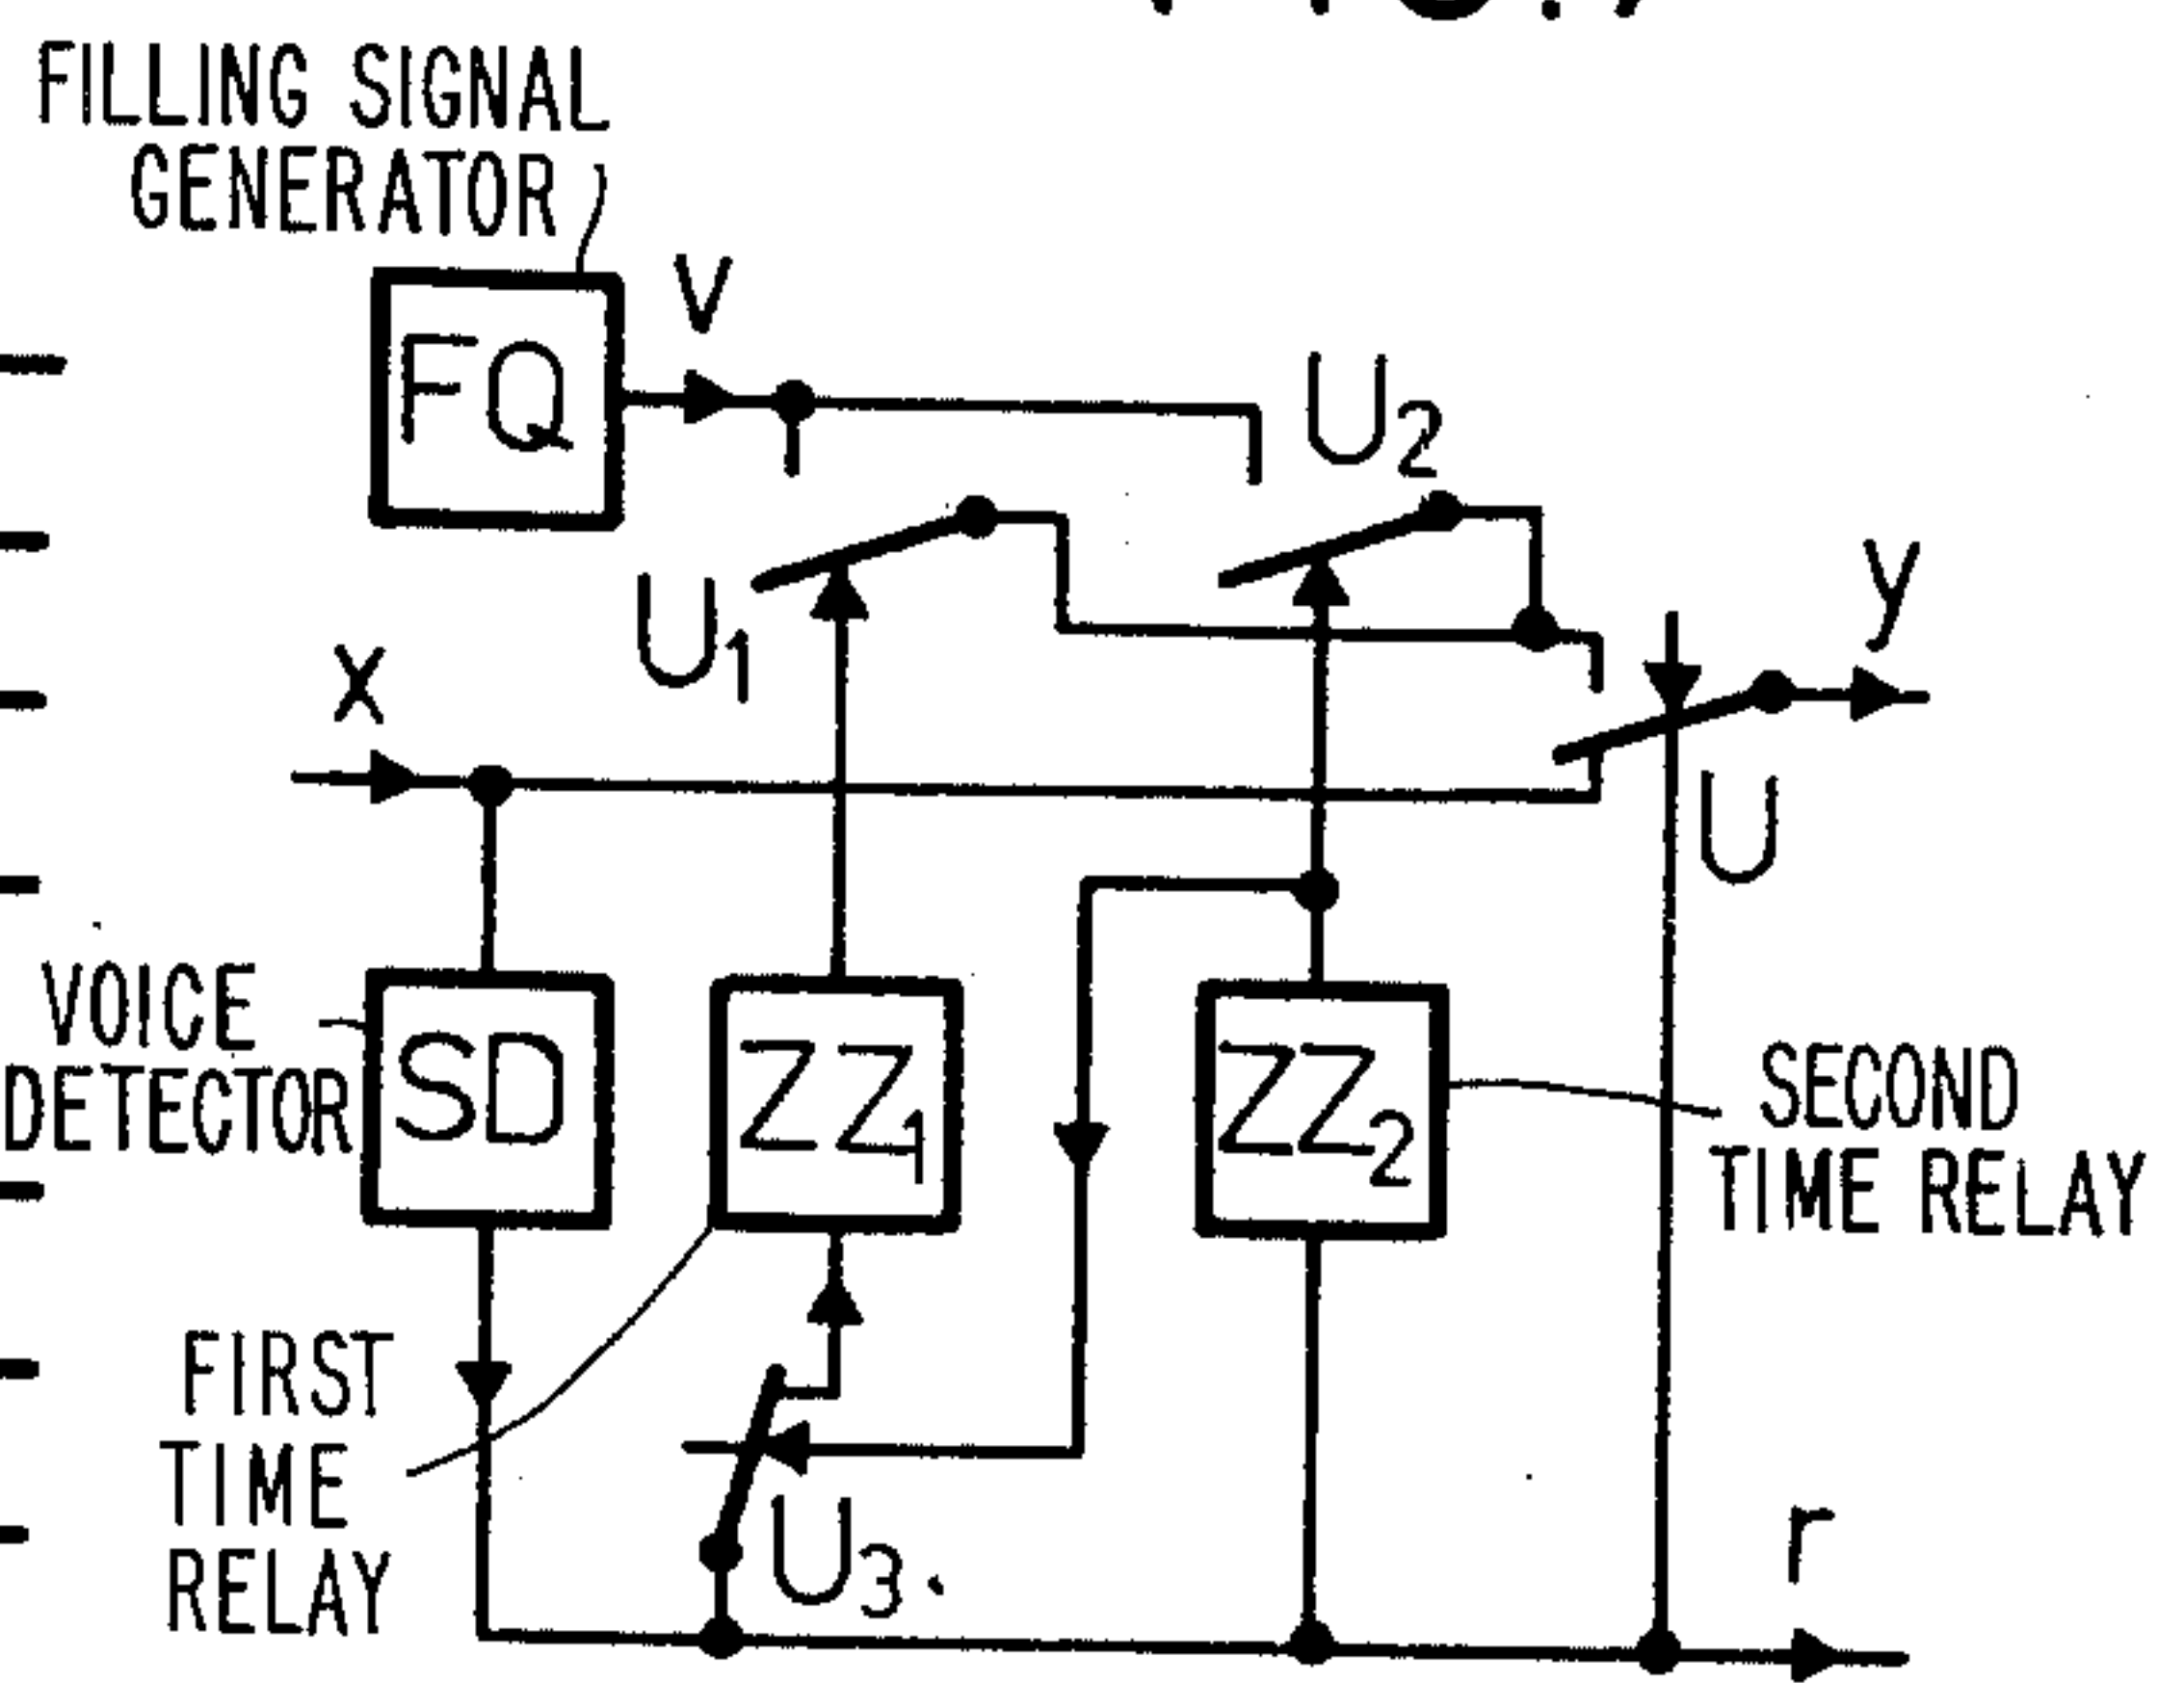 FILLING SIGNAL
GENERATOR
FQ
V
U2
U1
X
y
U
VOICE
DETECTOR
SD
ZZ1
ZZ2
SECOND
TIME RELAY
FIRST
TIME
RELAY
U3.
r